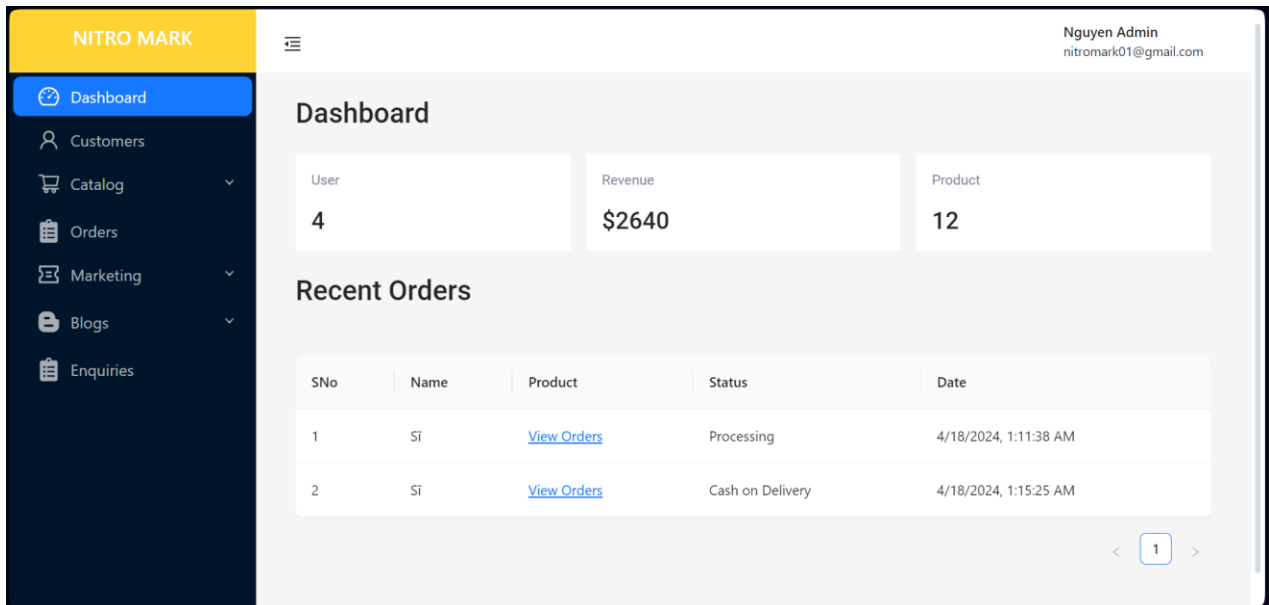 NITRO MARK
Nguyen Admin
nitromark01@gmail.com
Dashboard
Customers
Catalog
Orders
Marketing
Blogs
Enquiries
Dashboard
User
4
Revenue
$2640
Product
12
Recent Orders
SNo Name Product Status Date
1 Sĩ View Orders Processing 4/18/2024, 1:11:38 AM
2 Sĩ View Orders Cash on Delivery 4/18/2024, 1:15:25 AM
< 1 >